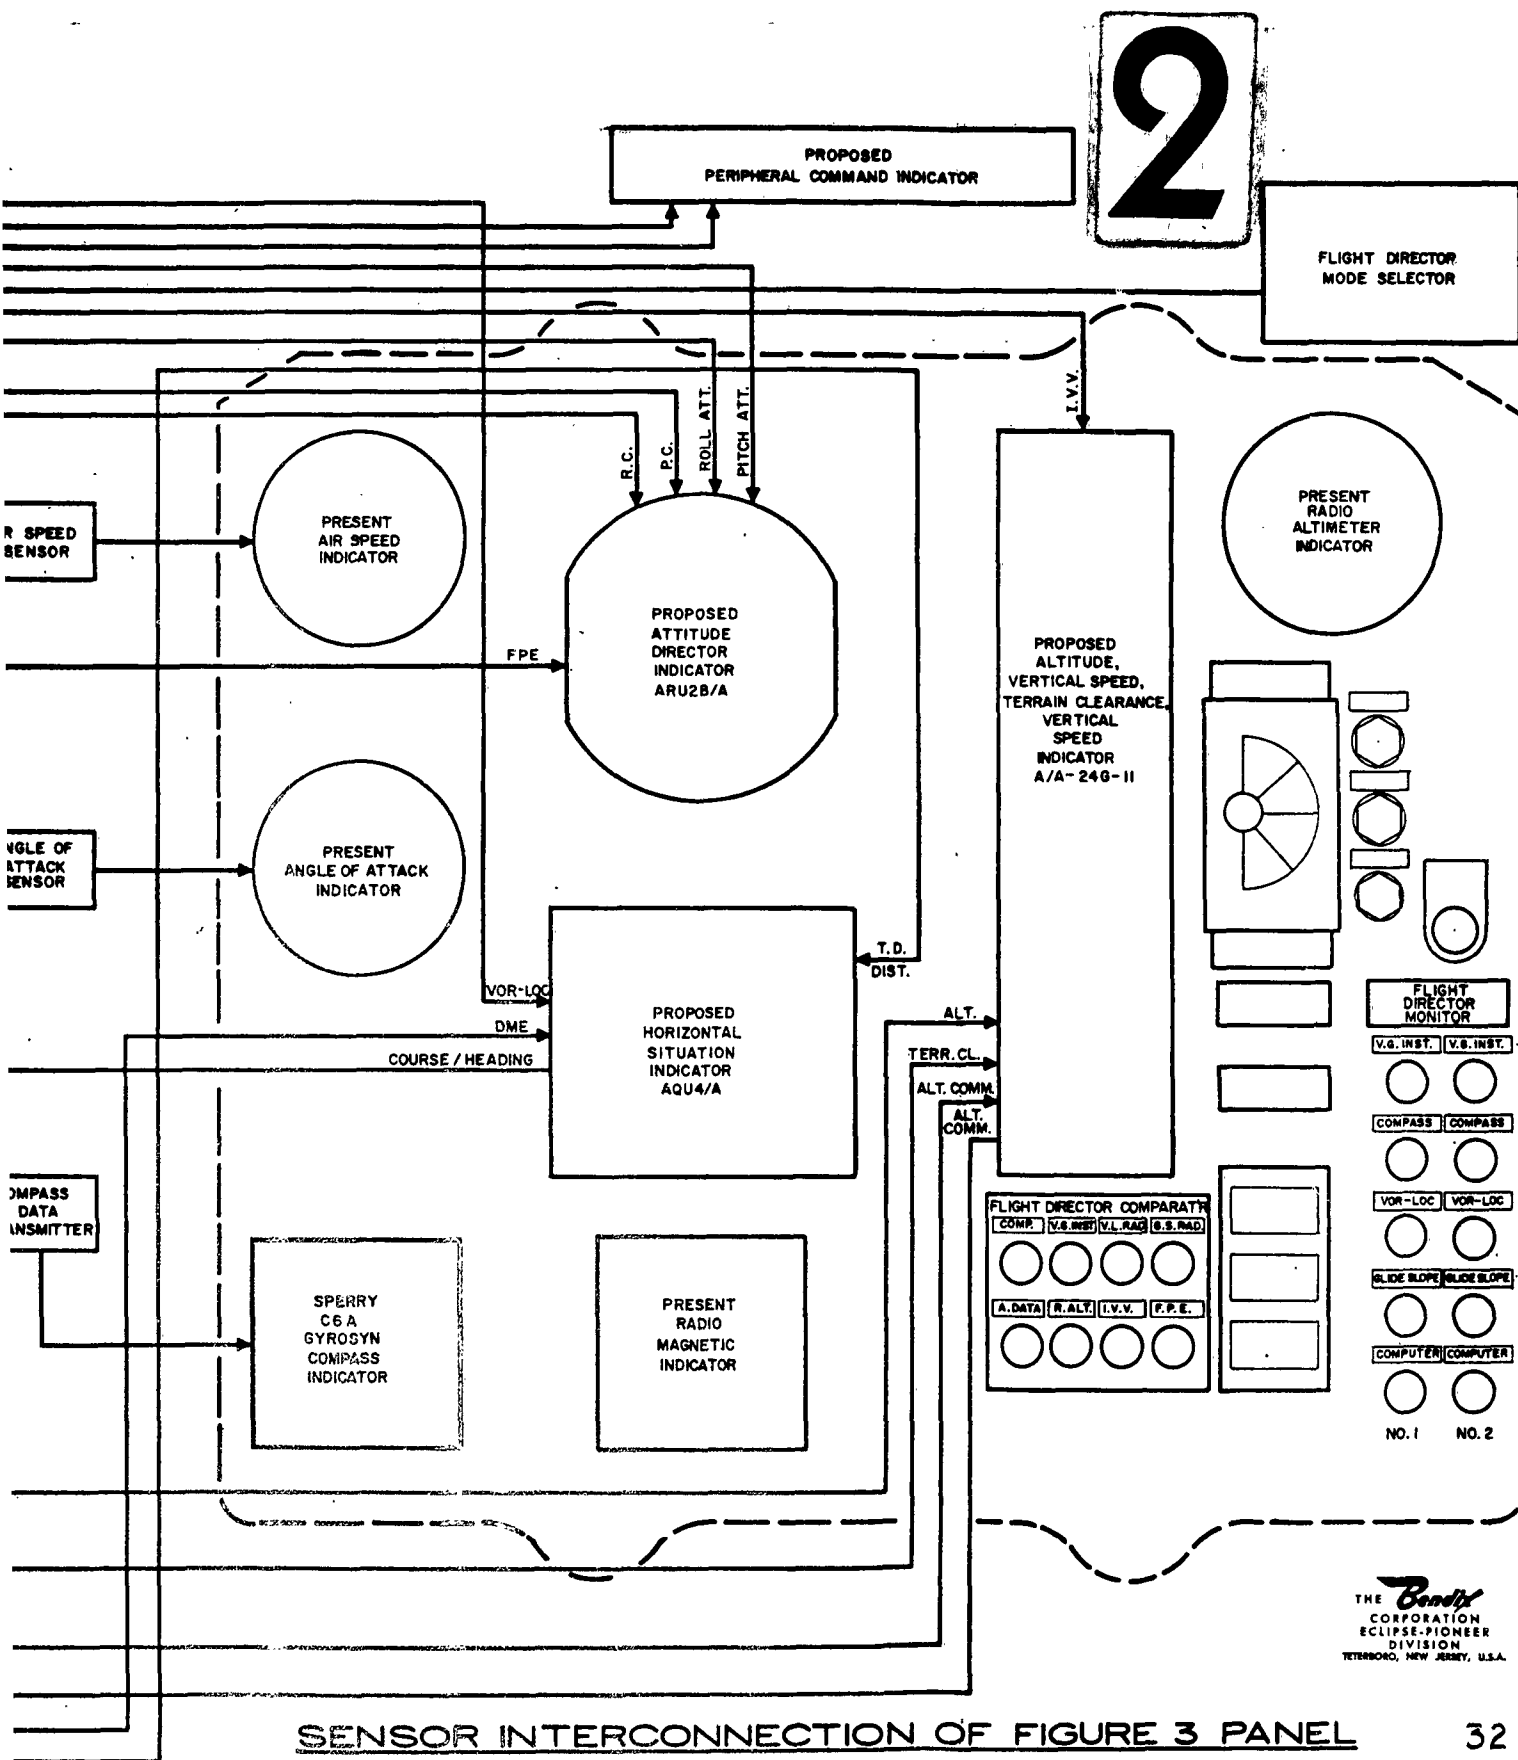 2
PROPOSED
PERIPHERAL COMMAND INDICATOR
FLIGHT DIRECTOR
MODE SELECTOR
I.V.V.
R.C.
P.C.
ROLL ATT.
PITCH ATT.
R SPEED
SENSOR
PRESENT
AIR SPEED
INDICATOR
PRESENT
RADIO
ALTIMETER
INDICATOR
FPE
PROPOSED
ATTITUDE
DIRECTOR
INDICATOR
ARU2B/A
PROPOSED
ALTITUDE,
VERTICAL SPEED,
TERRAIN CLEARANCE,
VERTICAL
SPEED
INDICATOR
A/A-24G-11
NGLE OF
ATTACK
SENSOR
PRESENT
ANGLE OF ATTACK
INDICATOR
T.D.
DIST.
VOR-LOC
DME
COURSE / HEADING
PROPOSED
HORIZONTAL
SITUATION
INDICATOR
AQU4/A
ALT.
TERR. CL.
ALT. COMM.
ALT.
COMM.
FLIGHT
DIRECTOR
MONITOR
V.G. INST. V.G. INST.
COMPASS COMPASS
VOR-LOC VOR-LOC
GLIDE SLOPE GLIDE SLOPE
COMPUTER COMPUTER
NO. 1 NO. 2
OMPASS
DATA
ANSMITTER
FLIGHT DIRECTOR COMPARAT'R
COMP. V.G. INST V.L. RAD G.S. RAD.
A. DATA R. ALT. I.V.V. F.P.E.
SPERRY
C6A
GYROSYN
COMPASS
INDICATOR
PRESENT
RADIO
MAGNETIC
INDICATOR
THE Bendix
CORPORATION
ECLIPSE-PIONEER
DIVISION
TETERBORO, NEW JERSEY, U.S.A.
SENSOR INTERCONNECTION OF FIGURE 3 PANEL
32